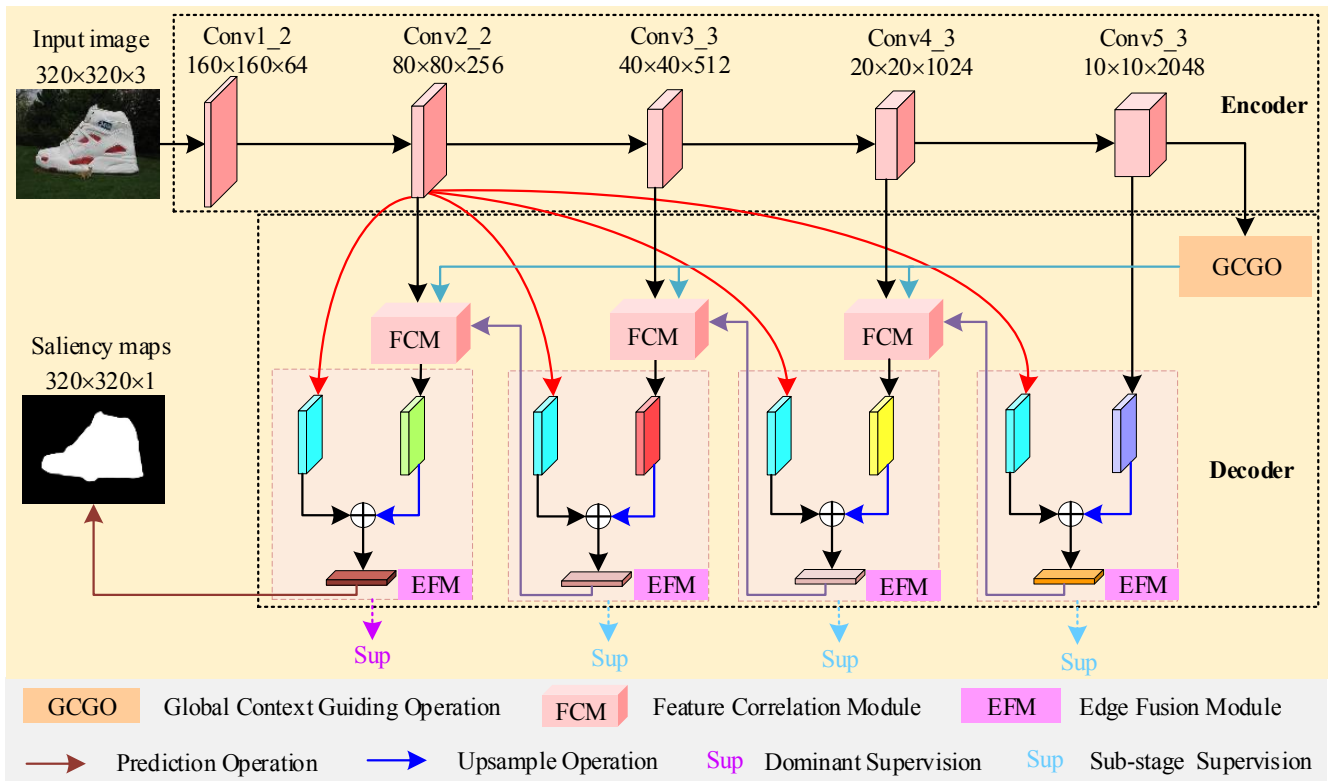 Input image
320×320×3
Conv1_2
160×160×64
Conv2_2
80×80×256
Conv3_3
40×40×512
Conv4_3
20×20×1024
Conv5_3
10×10×2048
Encoder
GCGO
FCM
FCM
FCM
Saliency maps
320×320×1
Decoder
EFM
EFM
EFM
EFM
Sup
Sup
Sup
Sup
GCGO Global Context Guiding Operation
FCM Feature Correlation Module
EFM Edge Fusion Module
Prediction Operation
Upsample Operation
Sup Dominant Supervision
Sup Sub-stage Supervision